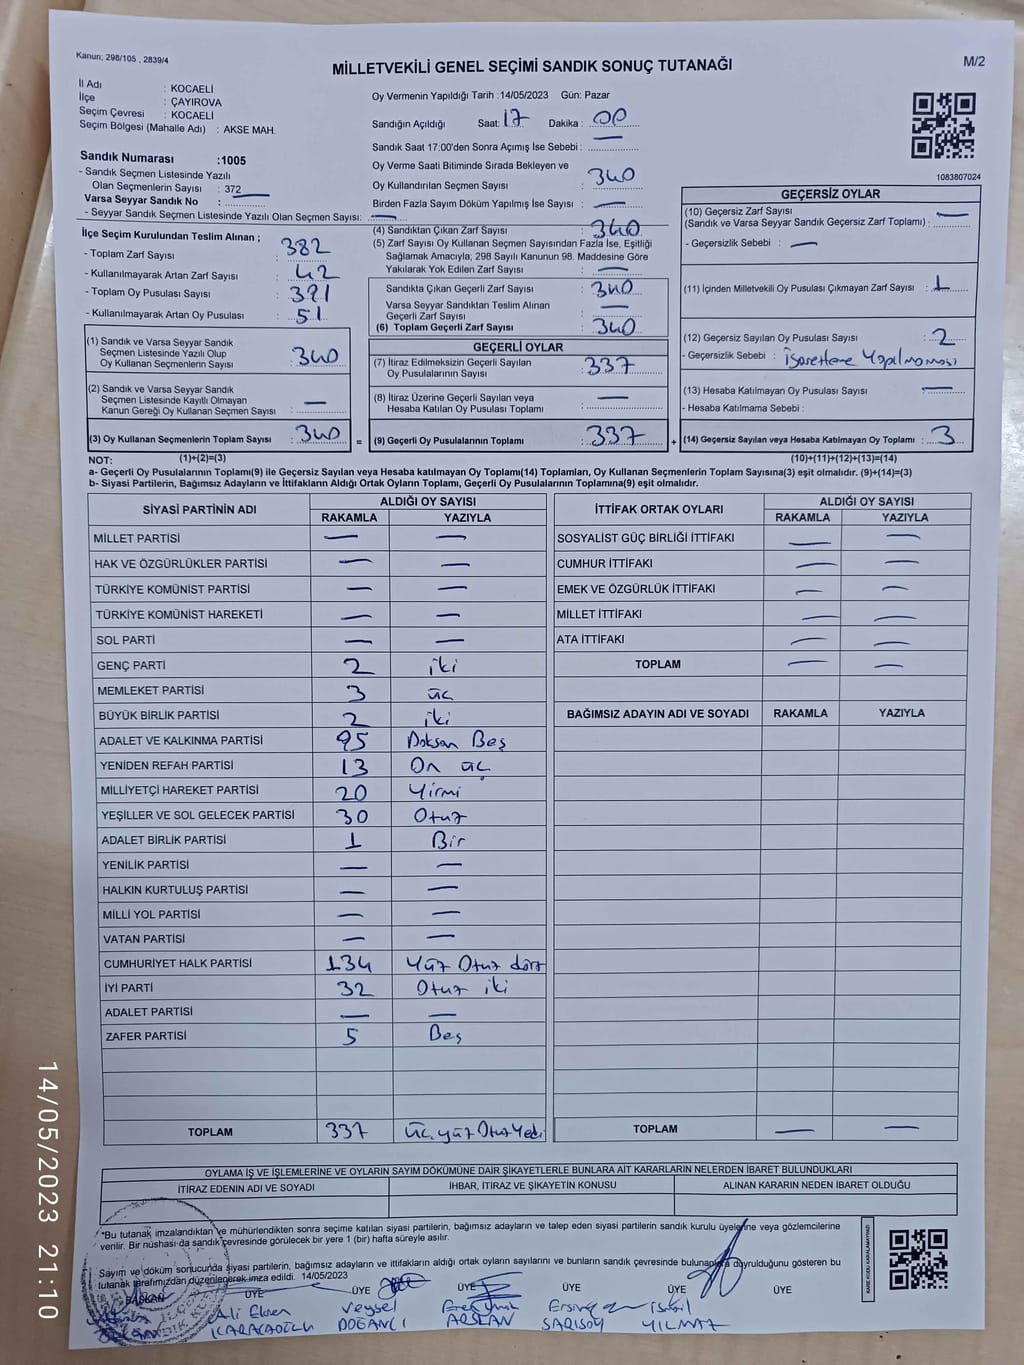 Kanun; 298/105 , 2839/4
MİLLETVEKİLİ GENEL SEÇİMİ SANDIK SONUÇ TUTANAĞI
M/2
İl Adı : KOCAELİ
İlçe : ÇAYIROVA
Seçim Çevresi : KOCAELİ
Seçim Bölgesi (Mahalle Adı) : AKSE MAH.
Sandık Numarası :1005
- Sandık Seçmen Listesinde Yazılı
Olan Seçmenlerin Sayısı : 372
Varsa Seyyar Sandık No :
- Seyyar Sandık Seçmen Listesinde Yazılı Olan Seçmen Sayısı: —
Oy Vermenin Yapıldığı Tarih :14/05/2023 Gün: Pazar
Sandığın Açıldığı Saat: 17 Dakika : 00
Sandık Saat 17:00'den Sonra Açımış İse Sebebi : —
Oy Verme Saati Bitiminde Sırada Bekleyen ve
Oy Kullandırılan Seçmen Sayısı : 340
Birden Fazla Sayım Döküm Yapılmış İse Sayısı : —
1083807024
İlçe Seçim Kurulundan Teslim Alınan ;
- Toplam Zarf Sayısı : 382
- Kullanılmayarak Artan Zarf Sayısı : 42
- Toplam Oy Pusulası Sayısı : 391
- Kullanılmayarak Artan Oy Pusulası : 51
(4) Sandıktan Çıkan Zarf Sayısı : 340
(5) Zarf Sayısı Oy Kullanan Seçmen Sayısından Fazla İse, Eşitliği
Sağlamak Amacıyla; 298 Sayılı Kanunun 98. Maddesine Göre
Yakılarak Yok Edilen Zarf Sayısı : —
Sandıkta Çıkan Geçerli Zarf Sayısı : 340
Varsa Seyyar Sandıktan Teslim Alınan
Geçerli Zarf Sayısı : —
(6) Toplam Geçerli Zarf Sayısı : 340
GEÇERSİZ OYLAR
(10) Geçersiz Zarf Sayısı
(Sandık ve Varsa Seyyar Sandık Geçersiz Zarf Toplamı) : —
- Geçersizlik Sebebi : —
(11) İçinden Milletvekili Oy Pusulası Çıkmayan Zarf Sayısı : 1
(12) Geçersiz Sayılan Oy Pusulası Sayısı : 2
- Geçersizlik Sebebi : İşaretleme Yapılmaması
(13) Hesaba Katılmayan Oy Pusulası Sayısı : —
- Hesaba Katılmama Sebebi :
(14) Geçersiz Sayılan veya Hesaba Katılmayan Oy Toplamı : 3
(1) Sandık ve Varsa Seyyar Sandık
Seçmen Listesinde Yazılı Olup
Oy Kullanan Seçmenlerin Sayısı : 340
(2) Sandık ve Varsa Seyyar Sandık
Seçmen Listesinde Kayıtlı Olmayan
Kanun Gereği Oy Kullanan Seçmen Sayısı : —
(3) Oy Kullanan Seçmenlerin Toplam Sayısı : 340 =
GEÇERLİ OYLAR
(7) İtiraz Edilmeksizin Geçerli Sayılan
Oy Pusulalarının Sayısı : 337
(8) İtiraz Üzerine Geçerli Sayılan veya
Hesaba Katılan Oy Pusulası Toplamı : —
(9) Geçerli Oy Pusulalarının Toplamı : 337 +
NOT: (1)+(2)=(3) (10)+(11)+(12)+(13)=(14)
a- Geçerli Oy Pusulalarının Toplamı(9) ile Geçersiz Sayılan veya Hesaba katılmayan Oy Toplamı(14) Toplamları, Oy Kullanan Seçmenlerin Toplam Sayısına(3) eşit olmalıdır. (9)+(14)=(3)
b- Siyasi Partilerin, Bağımsız Adayların ve İttifakların Aldığı Ortak Oyların Toplamı, Geçerli Oy Pusulalarının Toplamına(9) eşit olmalıdır.
SİYASİ PARTİNİN ADI ALDIĞI OY SAYISI
RAKAMLA YAZIYLA
MİLLET PARTİSİ — —
HAK VE ÖZGÜRLÜKLER PARTİSİ — —
TÜRKİYE KOMÜNİST PARTİSİ — —
TÜRKİYE KOMÜNİST HAREKETİ — —
SOL PARTİ — —
GENÇ PARTİ 2 iki
MEMLEKET PARTİSİ 3 üç
BÜYÜK BİRLİK PARTİSİ 2 iki
ADALET VE KALKINMA PARTİSİ 95 Doksan Beş
YENİDEN REFAH PARTİSİ 13 On üç
MİLLİYETÇİ HAREKET PARTİSİ 20 Yirmi
YEŞİLLER VE SOL GELECEK PARTİSİ 30 Otuz
ADALET BİRLİK PARTİSİ 1 Bir
YENİLİK PARTİSİ — —
HALKIN KURTULUŞ PARTİSİ — —
MİLLİ YOL PARTİSİ — —
VATAN PARTİSİ — —
CUMHURİYET HALK PARTİSİ 134 Yüz Otuz dört
İYİ PARTİ 32 Otuz iki
ADALET PARTİSİ — —
ZAFER PARTİSİ 5 Beş
TOPLAM 337 Üç yüz Otuz Yedi
İTTİFAK ORTAK OYLARI ALDIĞI OY SAYISI
RAKAMLA YAZIYLA
SOSYALİST GÜÇ BİRLİĞİ İTTİFAKI — —
CUMHUR İTTİFAKI — —
EMEK VE ÖZGÜRLÜK İTTİFAKI — —
MİLLET İTTİFAKI — —
ATA İTTİFAKI — —
TOPLAM — —
BAĞIMSIZ ADAYIN ADI VE SOYADI RAKAMLA YAZIYLA
TOPLAM — —
OYLAMA İŞ VE İŞLEMLERİNE VE OYLARIN SAYIM DÖKÜMÜNE DAİR ŞİKAYETLERLE BUNLARA AİT KARARLARIN NELERDEN İBARET BULUNDUKLARI
İTİRAZ EDENİN ADI VE SOYADI İHBAR, İTİRAZ VE ŞİKAYETİN KONUSU ALINAN KARARIN NEDEN İBARET OLDUĞU
*Bu tutanak imzalandıktan ve mühürlendikten sonra seçime katılan siyasi partilerin, bağımsız adayların ve talep eden siyasi partilerin sandık kurulu üyelerine veya gözlemcilerine
verilir. Bir nüshası da sandık çevresinde görülecek bir yere 1 (bir) hafta süreyle asılır.
Sayım ve döküm sonucunda siyasi partilerin, bağımsız adayların ve ittifakların aldığı ortak oyların sayılarını ve bunların sandık çevresinde bulunanlara duyrulduğunu gösteren bu
tutanak tarafımızdan düzenlenerek imza edildi. 14/05/2023
BAŞKAN ÜYE ÜYE ÜYE ÜYE ÜYE ÜYE
Ali Ekren Veysel İsmail
KARACAOĞLU DOĞANCI ARSLAN SARISOY YILMAZ
14/05/2023 21:10